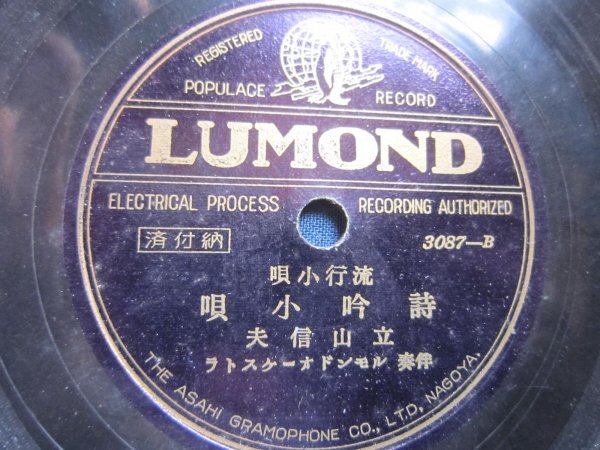 REGISTERED TRADE MARK
POPULACE RECORD
LUMOND
ELECTRICAL PROCESS RECORDING AUTHORIZED
納付済
3087-B
流行小唄
詩吟小唄
立山信夫
伴奏 ルモンドオーケストラ
THE ASAHI GRAMOPHONE CO., LTD, NAGOYA.